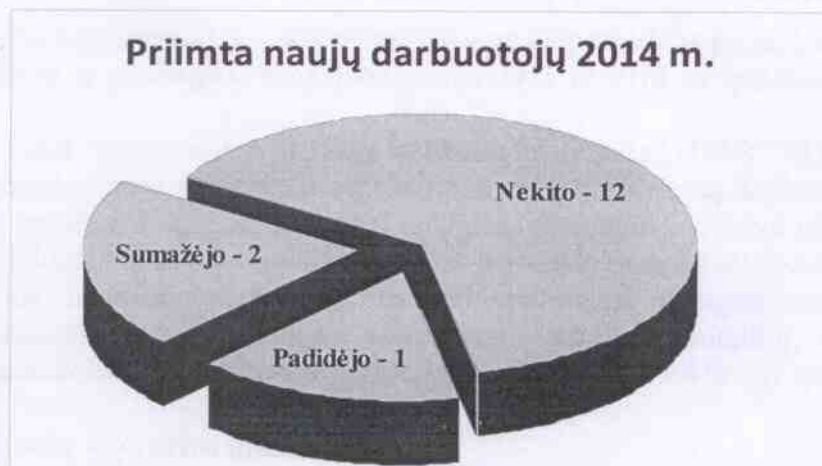 Priimta naujų darbuotojų 2014 m.
Nekito - 12
Sumažėjo - 2
Padidėjo - 1